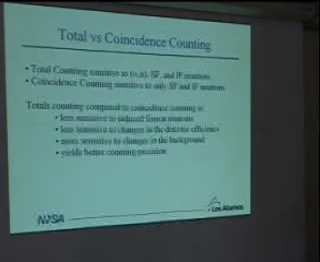 Total vs Coincidence Counting
• Total Counting sensitive to (α,n), SF, and IF neutrons
• Coincidence Counting sensitive to only SF and IF neutrons
Totals counting compared to coincidence counting is:
• less sensitive to induced fission neutrons
• less sensitive to changes in the detector efficiency
• more sensitive to changes in the background
• yields better counting precision
NNSA
Los Alamos